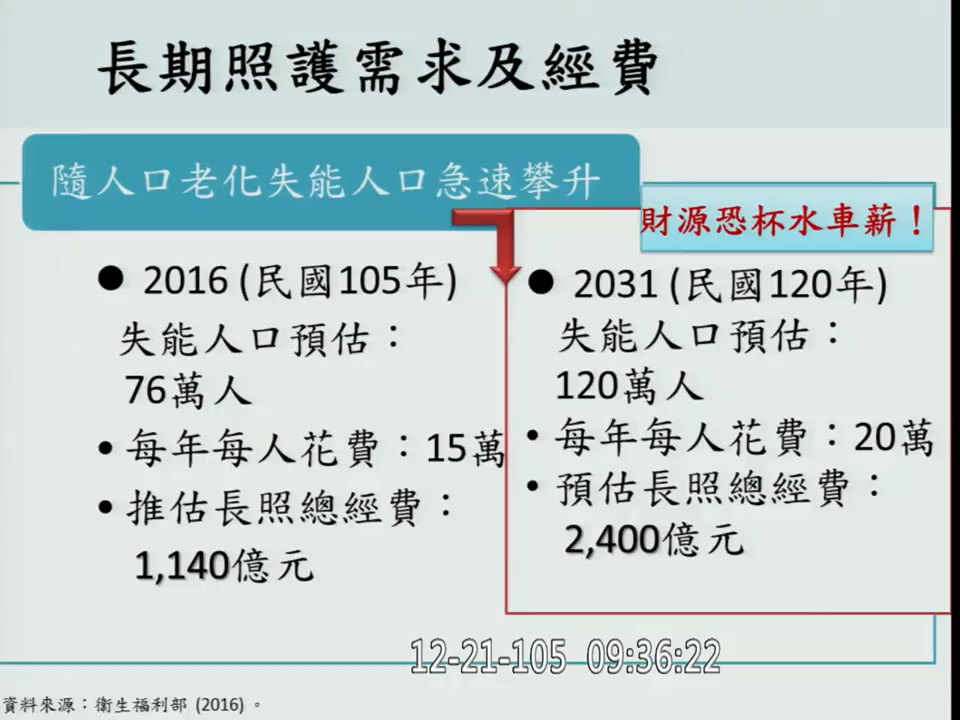 長期照護需求及經費
隨人口老化失能人口急速攀升
財源恐杯水車薪！
● 2016 (民國105年)
失能人口預估：
76萬人
• 每年每人花費：15萬
• 推估長照總經費：
1,140億元
● 2031 (民國120年)
失能人口預估：
120萬人
• 每年每人花費：20萬
• 預估長照總經費：
2,400億元
12-21-105 09:36:22
資料來源：衛生福利部 (2016) 。